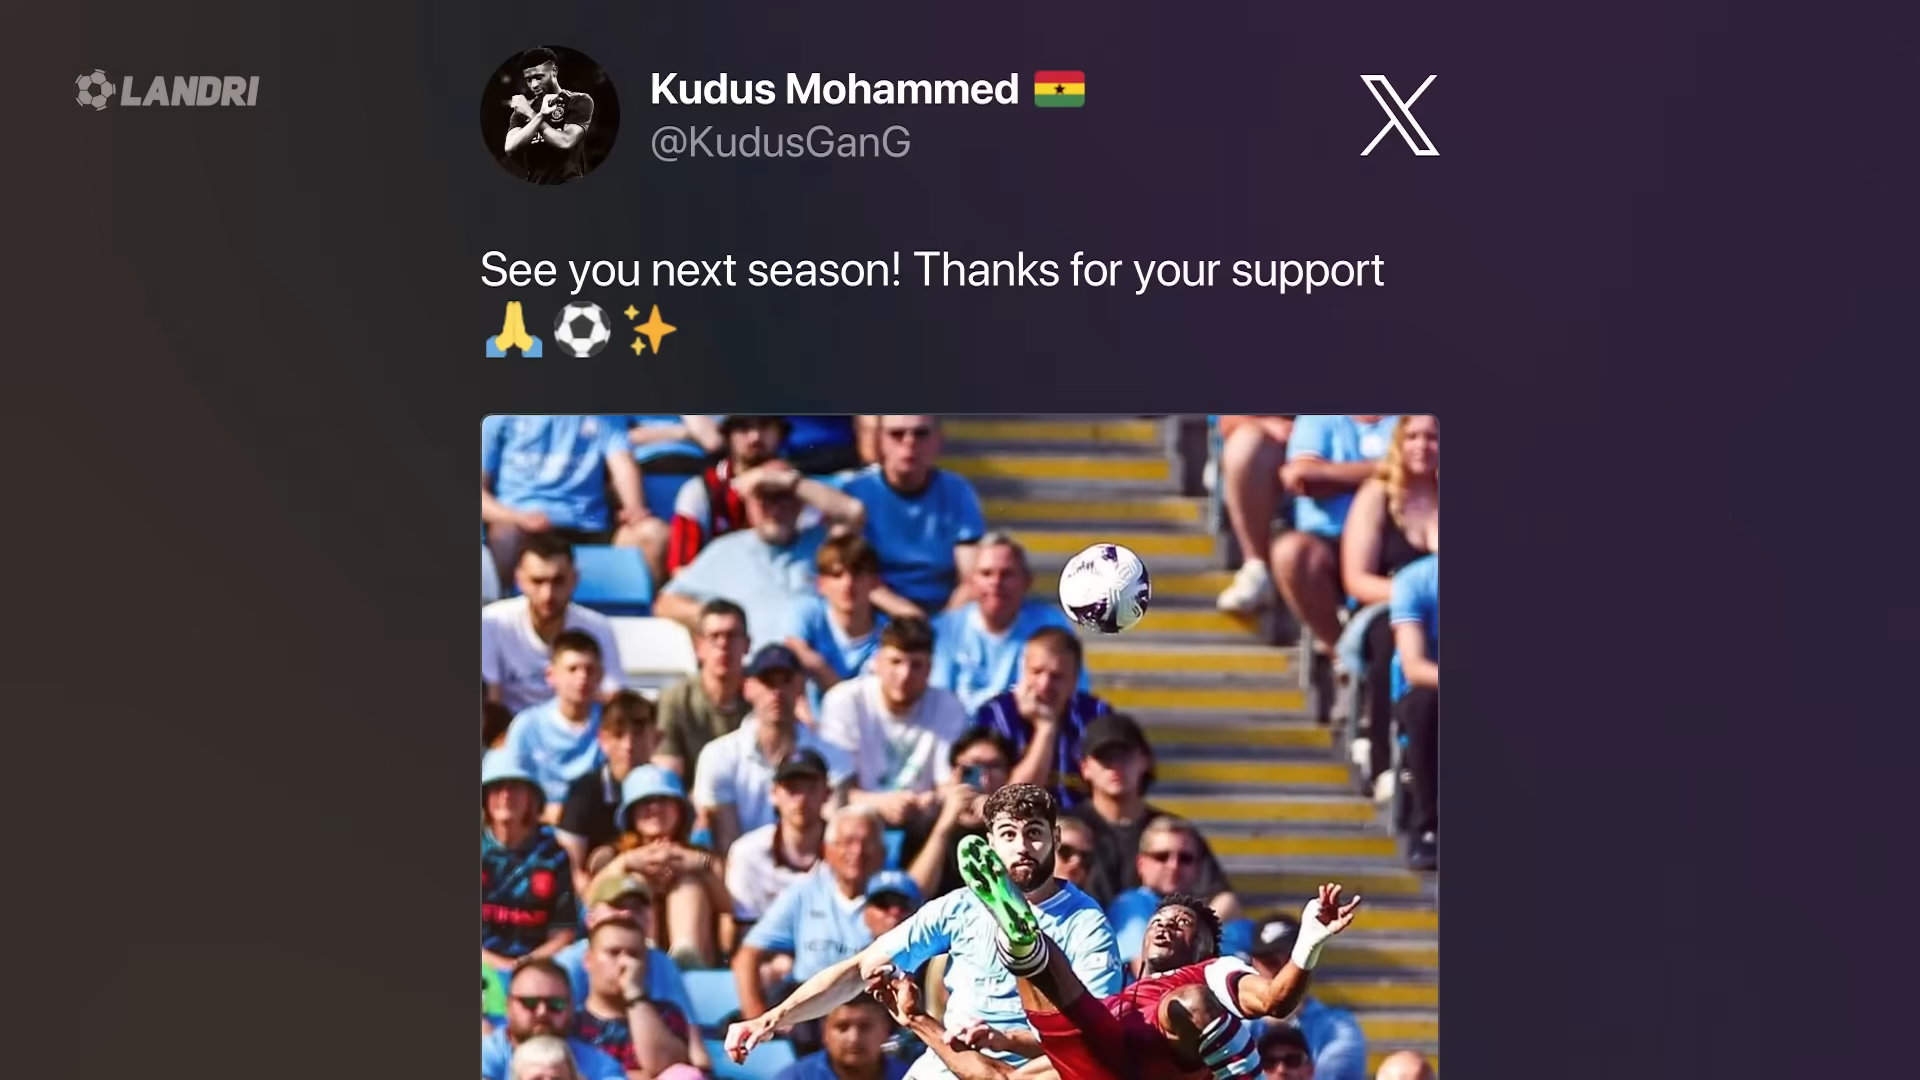 LANDRI
Kudus Mohammed 🇬🇭
@KudusGanG
See you next season! Thanks for your support
🙏⚽✨